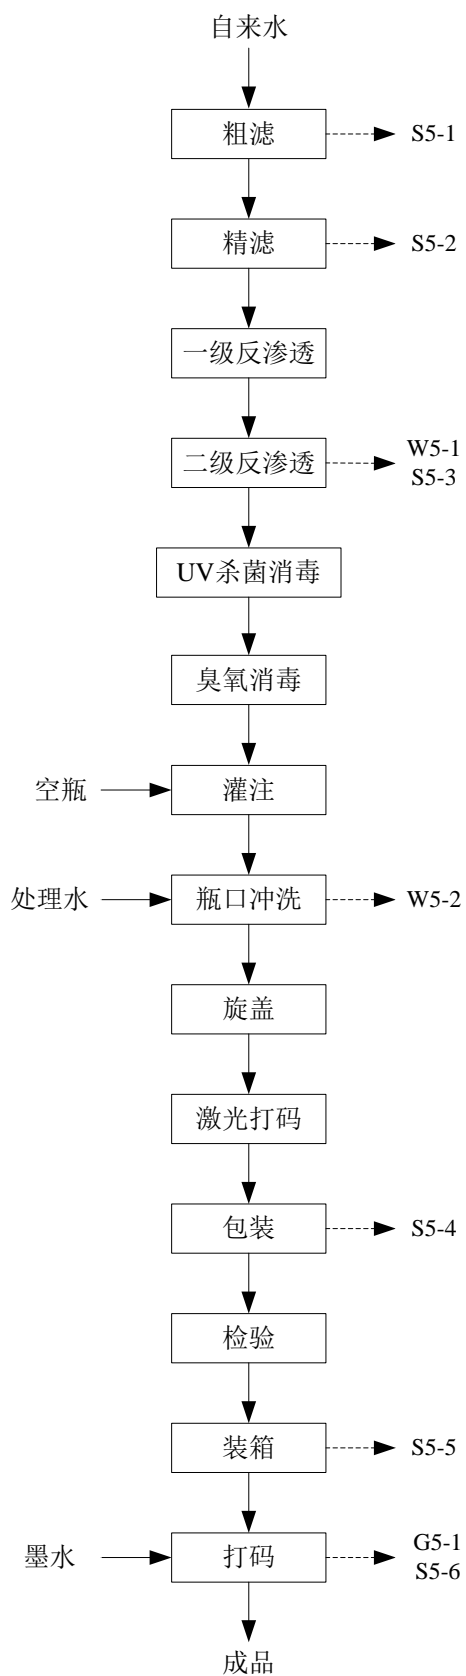 自来水
粗滤
S5-1
精滤
S5-2
一级反渗透
二级反渗透
W5-1
S5-3
UV杀菌消毒
臭氧消毒
空瓶
灌注
处理水
瓶口冲洗
W5-2
旋盖
激光打码
包装
S5-4
检验
装箱
S5-5
墨水
打码
G5-1
S5-6
成品